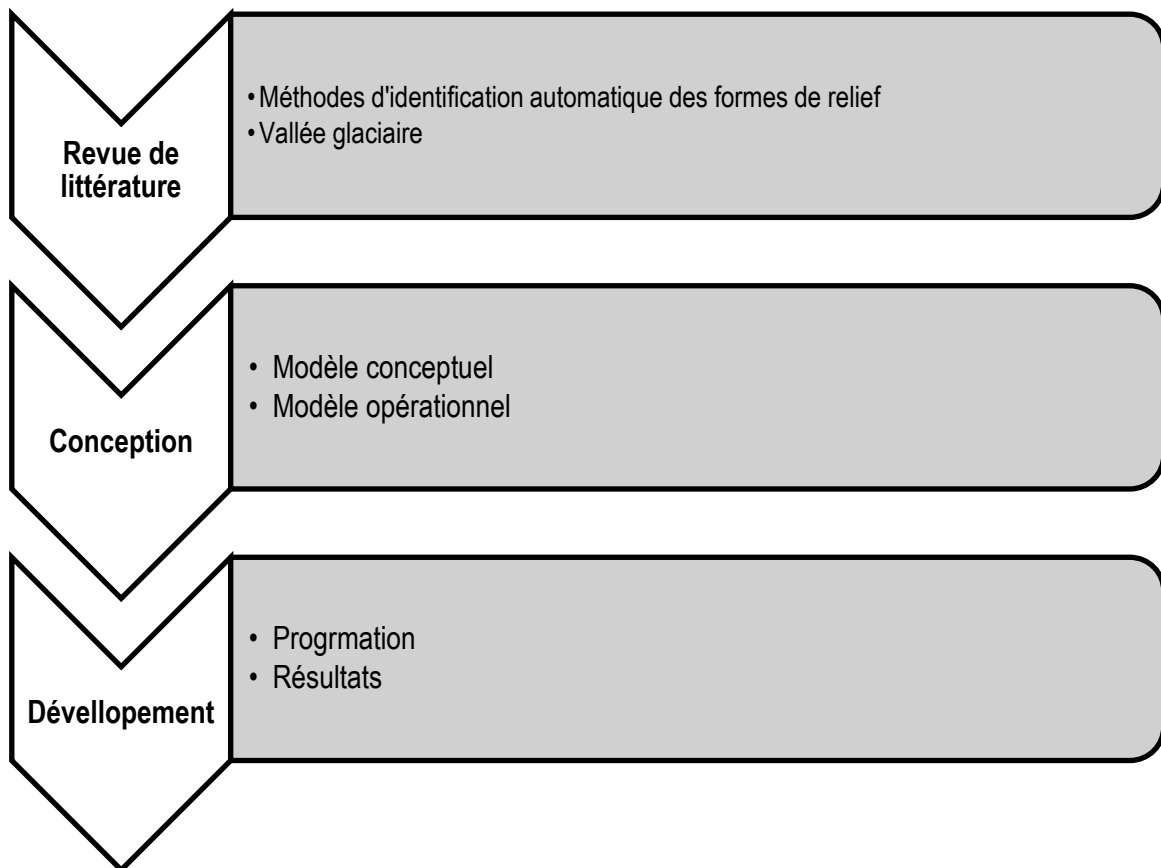 Revue de
littérature
•Méthodes d'identification automatique des formes de relief
•Vallée glaciaire
Conception
• Modèle conceptuel
• Modèle opérationnel
Dévellopement
• Progrmation
• Résultats